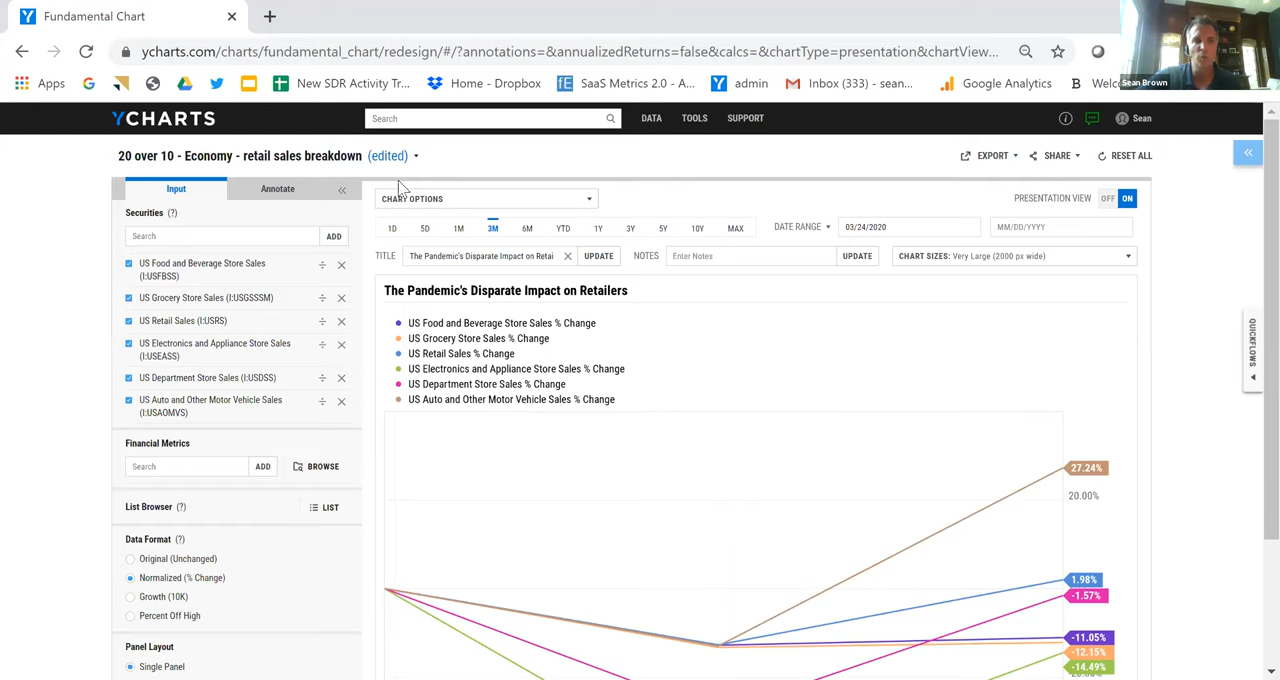 Fundamental Chart
ycharts.com/charts/fundamental_chart/redesign/#/?annotations=&annualizedReturns=false&calcs=&chartType=presentation&chartView...
Apps
New SDR Activity Tr...
Home - Dropbox
SaaS Metrics 2.0 - A...
admin
Inbox (333) - sean...
Google Analytics
Welc
Sean Brown
YCHARTS
Search
DATA
TOOLS
SUPPORT
Sean
20 over 10 - Economy - retail sales breakdown (edited)
EXPORT
SHARE
RESET ALL
Input
Annotate
CHART OPTIONS
PRESENTATION VIEW OFF ON
Securities (?)
Search ADD
1D 5D 1M 3M 6M YTD 1Y 3Y 5Y 10Y MAX
DATE RANGE 03/24/2020 MM/DD/YYYY
TITLE The Pandemic's Disparate Impact on Retai UPDATE
NOTES Enter Notes UPDATE
CHART SIZES: Very Large (2000 px wide)
US Food and Beverage Store Sales
(I:USFBSS)
US Grocery Store Sales (I:USGSSSM)
US Retail Sales (I:USRS)
US Electronics and Appliance Store Sales
(I:USEASS)
US Department Store Sales (I:USDSS)
US Auto and Other Motor Vehicle Sales
(I:USAOMVS)
Financial Metrics
Search ADD BROWSE
List Browser (?) LIST
Data Format (?)
Original (Unchanged)
Normalized (% Change)
Growth (10K)
Percent Off High
Panel Layout
Single Panel
The Pandemic's Disparate Impact on Retailers
US Food and Beverage Store Sales % Change
US Grocery Store Sales % Change
US Retail Sales % Change
US Electronics and Appliance Store Sales % Change
US Department Store Sales % Change
US Auto and Other Motor Vehicle Sales % Change
27.24%
20.00%
1.98%
-1.57%
-11.05%
-12.15%
-14.49%
QUICKFLOWS